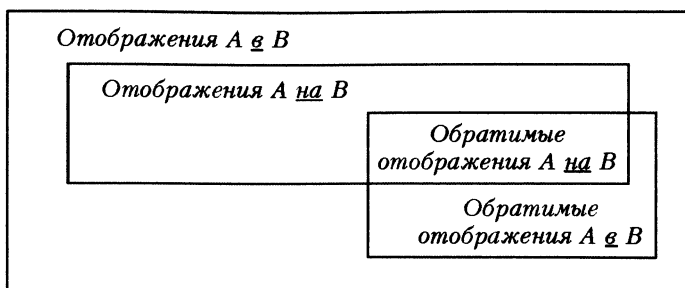 Отображения A в B
Отображения A на B
Обратимые
отображения A на B
Обратимые
отображения A в B